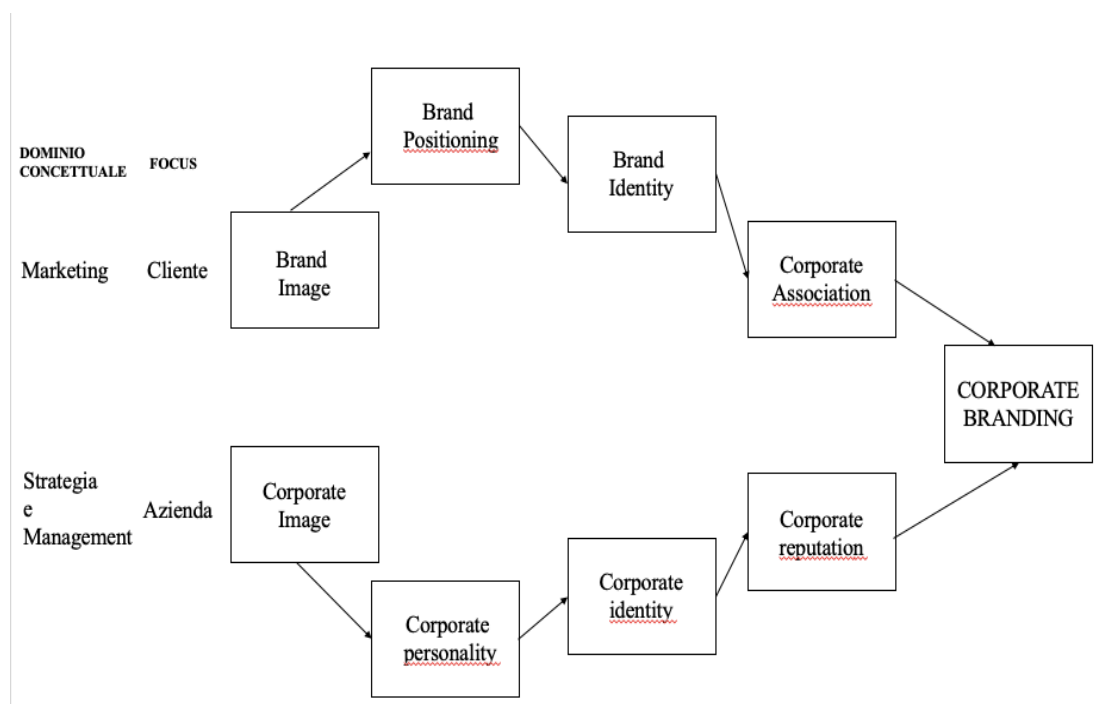 Brand
Positioning
DOMINIO
CONCETTUALE
FOCUS
Brand
Identity
Marketing
Cliente
Brand
Image
Corporate
Association
CORPORATE
BRANDING
Strategia
e
Management
Azienda
Corporate
Image
Corporate
reputation
Corporate
identity
Corporate
personality